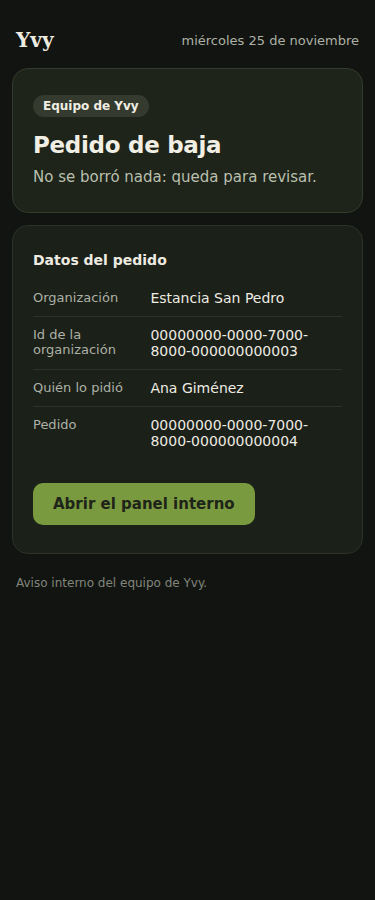 Yvy
miércoles 25 de noviembre
Equipo de Yvy
Pedido de baja
No se borró nada: queda para revisar.
Datos del pedido
Organización
Estancia San Pedro
Id de la
organización
00000000-0000-7000-
8000-000000000003
Quién lo pidió
Ana Giménez
Pedido
00000000-0000-7000-
8000-000000000004
Abrir el panel interno
Aviso interno del equipo de Yvy.